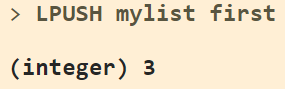 > LPUSH mylist first
(integer) 3